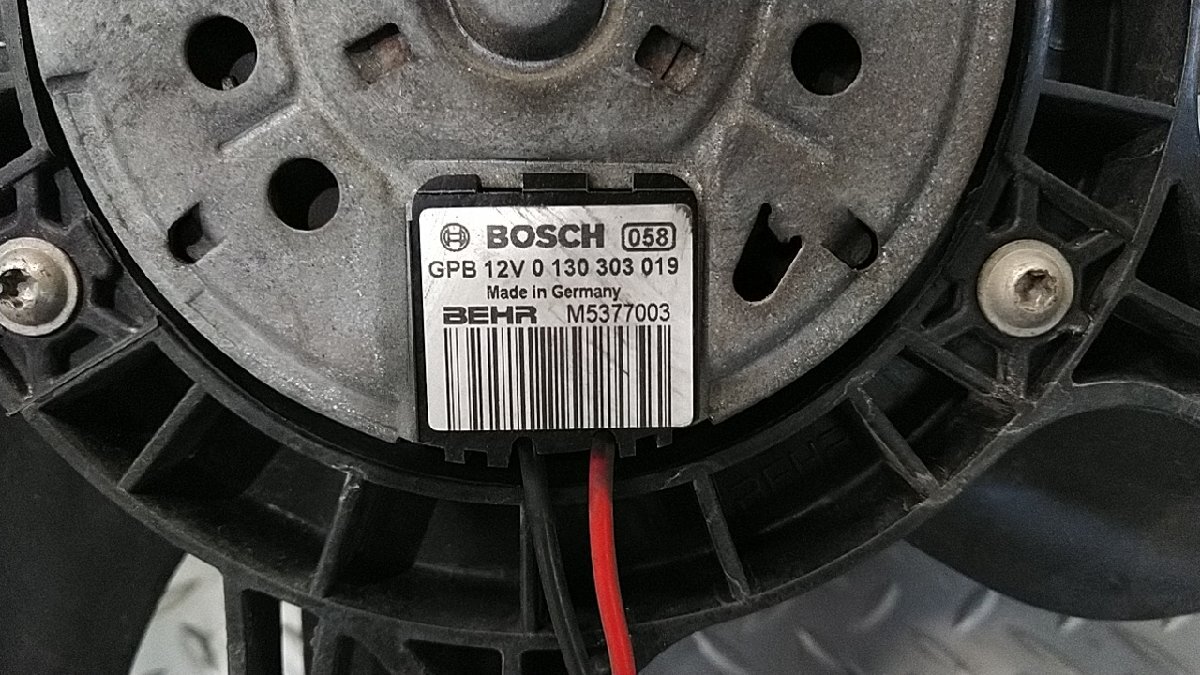 BOSCH 058
GPB 12V 0 130 303 019
Made in Germany
BEHR M5377003